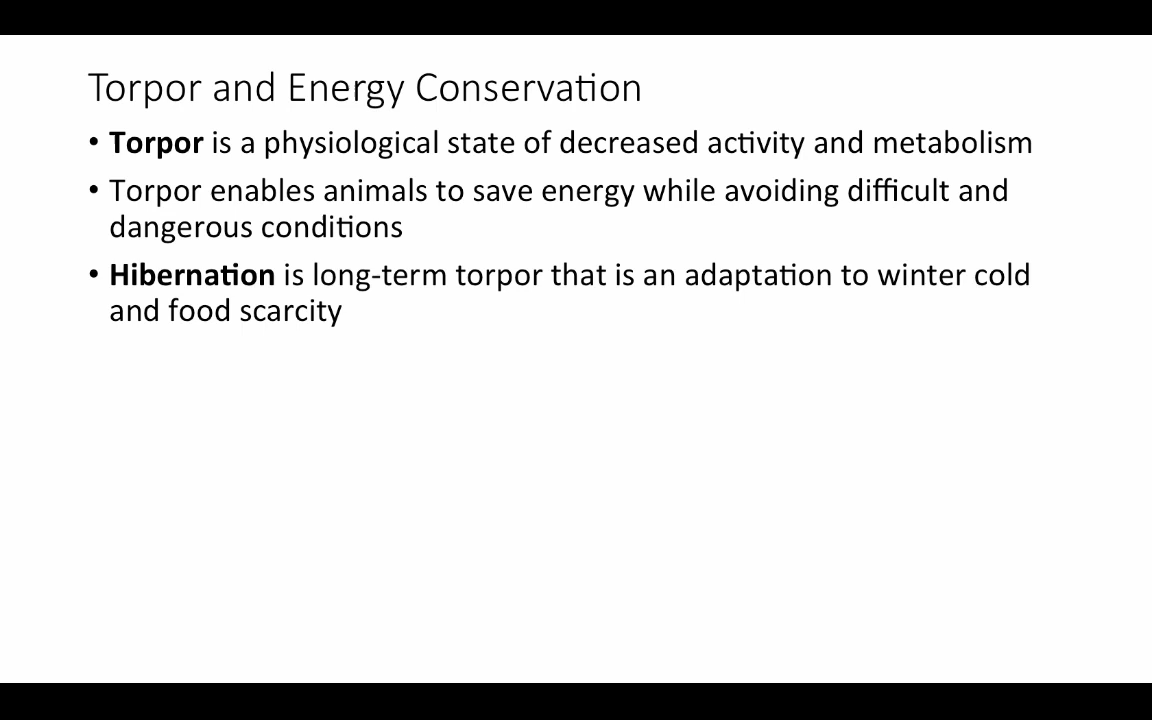 Torpor and Energy Conservation
• Torpor is a physiological state of decreased activity and metabolism
• Torpor enables animals to save energy while avoiding difficult and
dangerous conditions
• Hibernation is long-term torpor that is an adaptation to winter cold
and food scarcity